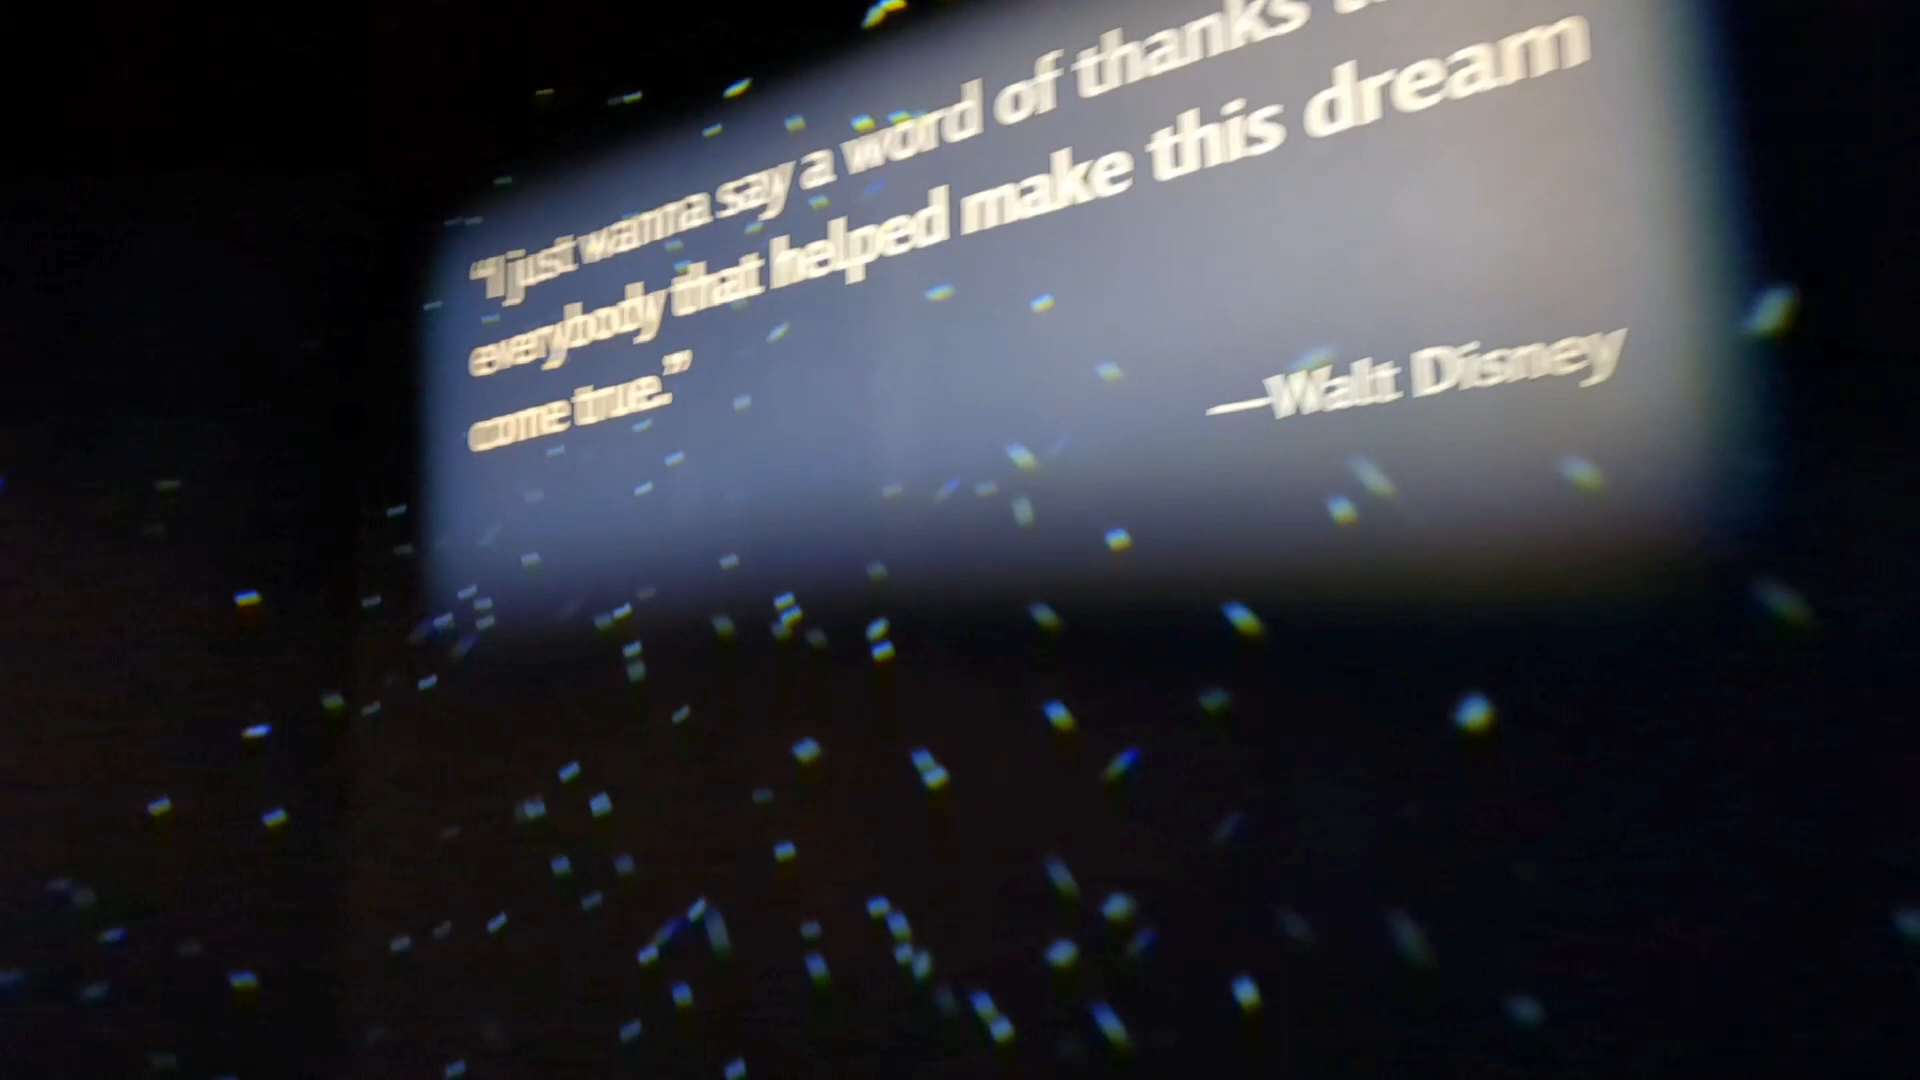 “I just wanna say a word of thanks
everybody that helped make this dream
come true.”
—Walt Disney